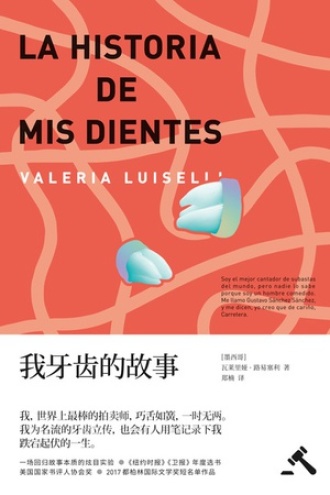 LA HISTORIA
DE
MIS DIENTES
VALERIA LUISELLI
Soy el mejor cantador de subastas
del mundo, pero nadie lo sabe
porque soy un hombre comedido.
Me llamo Gustavo Sánchez Sánchez,
y me dicen, yo creo que de cariño,
Carretera.
[墨西哥]
瓦莱里娅·路易塞利 著
郑楠 译
我牙齿的故事
我,世界上最棒的拍卖师,巧舌如簧,一时无两。
我为名流的牙齿立传,也会有人用笔记录下我
跌宕起伏的一生。
一场回归故事本质的炫目实验 ※《纽约时报》《卫报》年度选书
美国国家书评人协会奖 ※ 2017 都柏林国际文学奖短名单作品